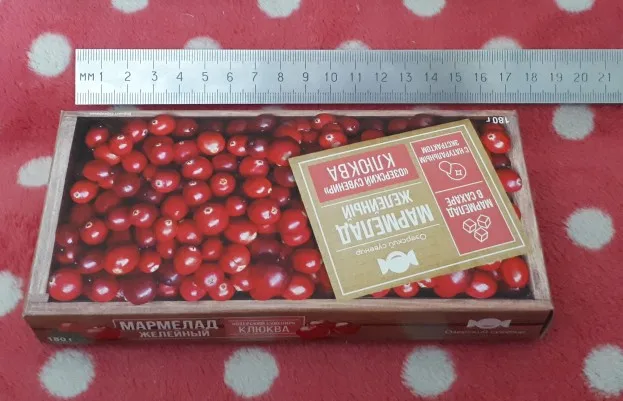 мм 1 2 3 4 5 6 7 8 9 10 11 12 13 14 15 16 17 18 19 20 21
180 г
С НАТУРАЛЬНЫМ
ЭКСТРАКТОМ
МАРМЕЛАД
В САХАРЕ
«ОЗЕРСКИЙ СУВЕНИР»
КЛЮКВА
МАРМЕЛАД
ЖЕЛЕЙНЫЙ
Озерский сувенир
МАРМЕЛАД
ЖЕЛЕЙНЫЙ
«ОЗЕРСКИЙ СУВЕНИР»
КЛЮКВА
180 г
Озерский сувенир